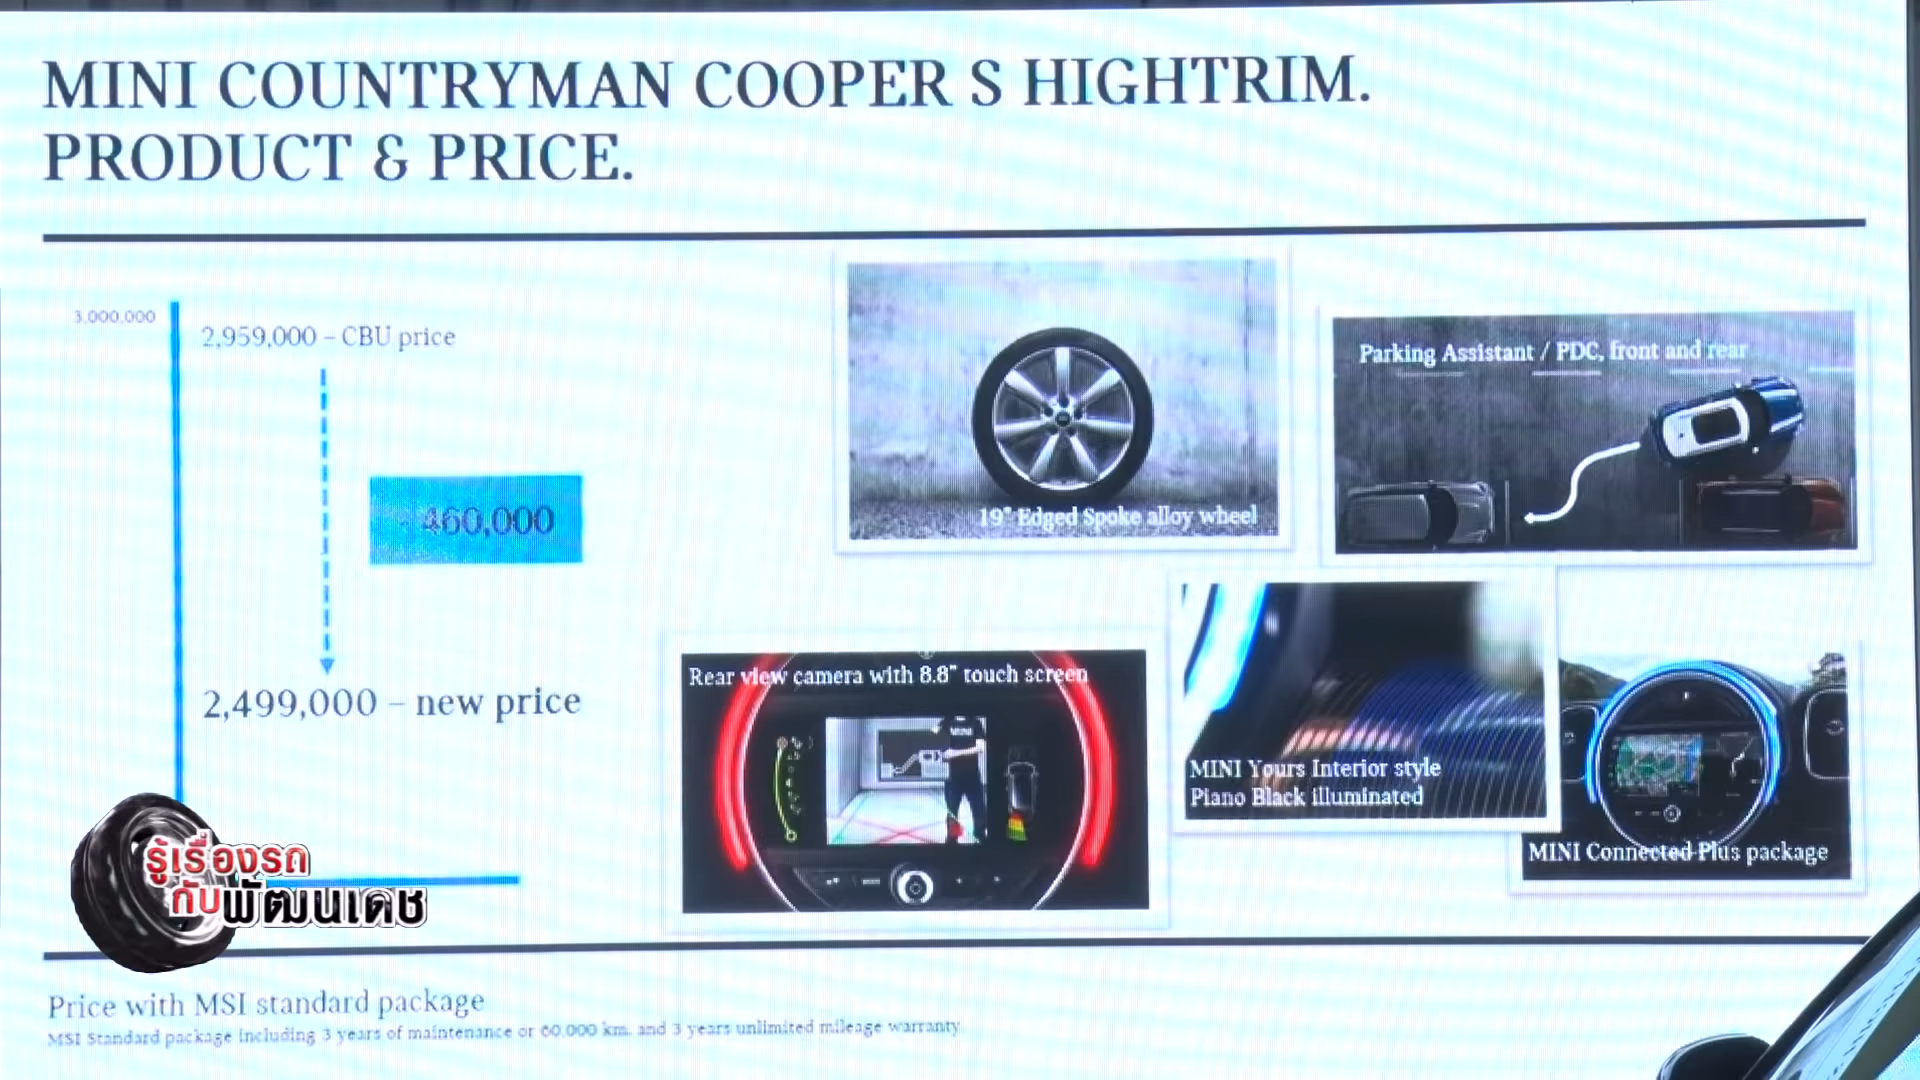 MINI COUNTRYMAN COOPER S HIGHTRIM.
PRODUCT & PRICE.
3,000,000
2,959,000 – CBU price
- 460,000
2,499,000 – new price
19" Edged Spoke alloy wheel
Parking Assistant / PDC, front and rear
Rear view camera with 8.8" touch screen
MINI
MINI Yours Interior style
Piano Black illuminated
MINI Connected Plus package
รู้เรื่องรถ
กับพัฒนเดช
Price with MSI standard package
MSI Standard package including 3 years of maintenance or 60,000 km. and 3 years unlimited mileage warranty